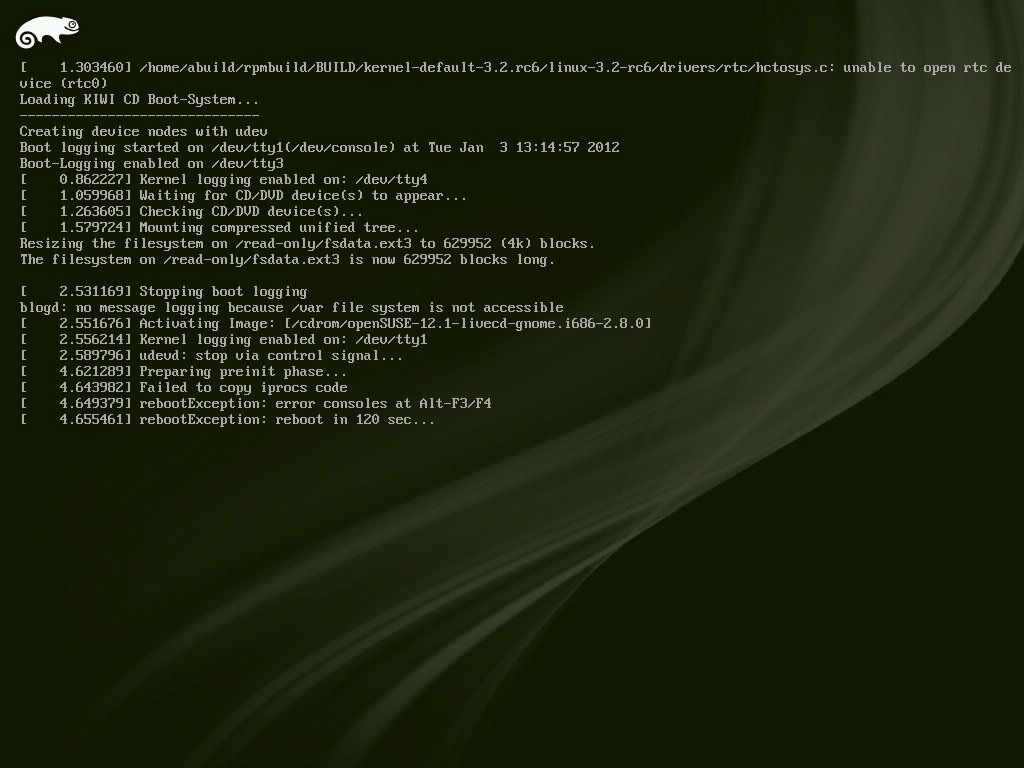 [    1.303460] /home/abuild/rpmbuild/BUILD/kernel-default-3.2.rc6/linux-3.2-rc6/drivers/rtc/hctosys.c: unable to open rtc de
vice (rtc0)
Loading KIWI CD Boot-System...
------------------------------
Creating device nodes with udev
Boot logging started on /dev/tty1(/dev/console) at Tue Jan  3 13:14:57 2012
Boot-Logging enabled on /dev/tty3
[    0.862227] Kernel logging enabled on: /dev/tty4
[    1.059968] Waiting for CD/DVD device(s) to appear...
[    1.263605] Checking CD/DVD device(s)...
[    1.579724] Mounting compressed unified tree...
Resizing the filesystem on /read-only/fsdata.ext3 to 629952 (4k) blocks.
The filesystem on /read-only/fsdata.ext3 is now 629952 blocks long.
[    2.531169] Stopping boot logging
blogd: no message logging because /var file system is not accessible
[    2.551676] Activating Image: [/cdrom/openSUSE-12.1-livecd-gnome.i686-2.8.0]
[    2.556214] Kernel logging enabled on: /dev/tty1
[    2.589796] udevd: stop via control signal...
[    4.621289] Preparing preinit phase...
[    4.643982] Failed to copy iprocs code
[    4.649379] rebootException: error consoles at Alt-F3/F4
[    4.655461] rebootException: reboot in 120 sec...